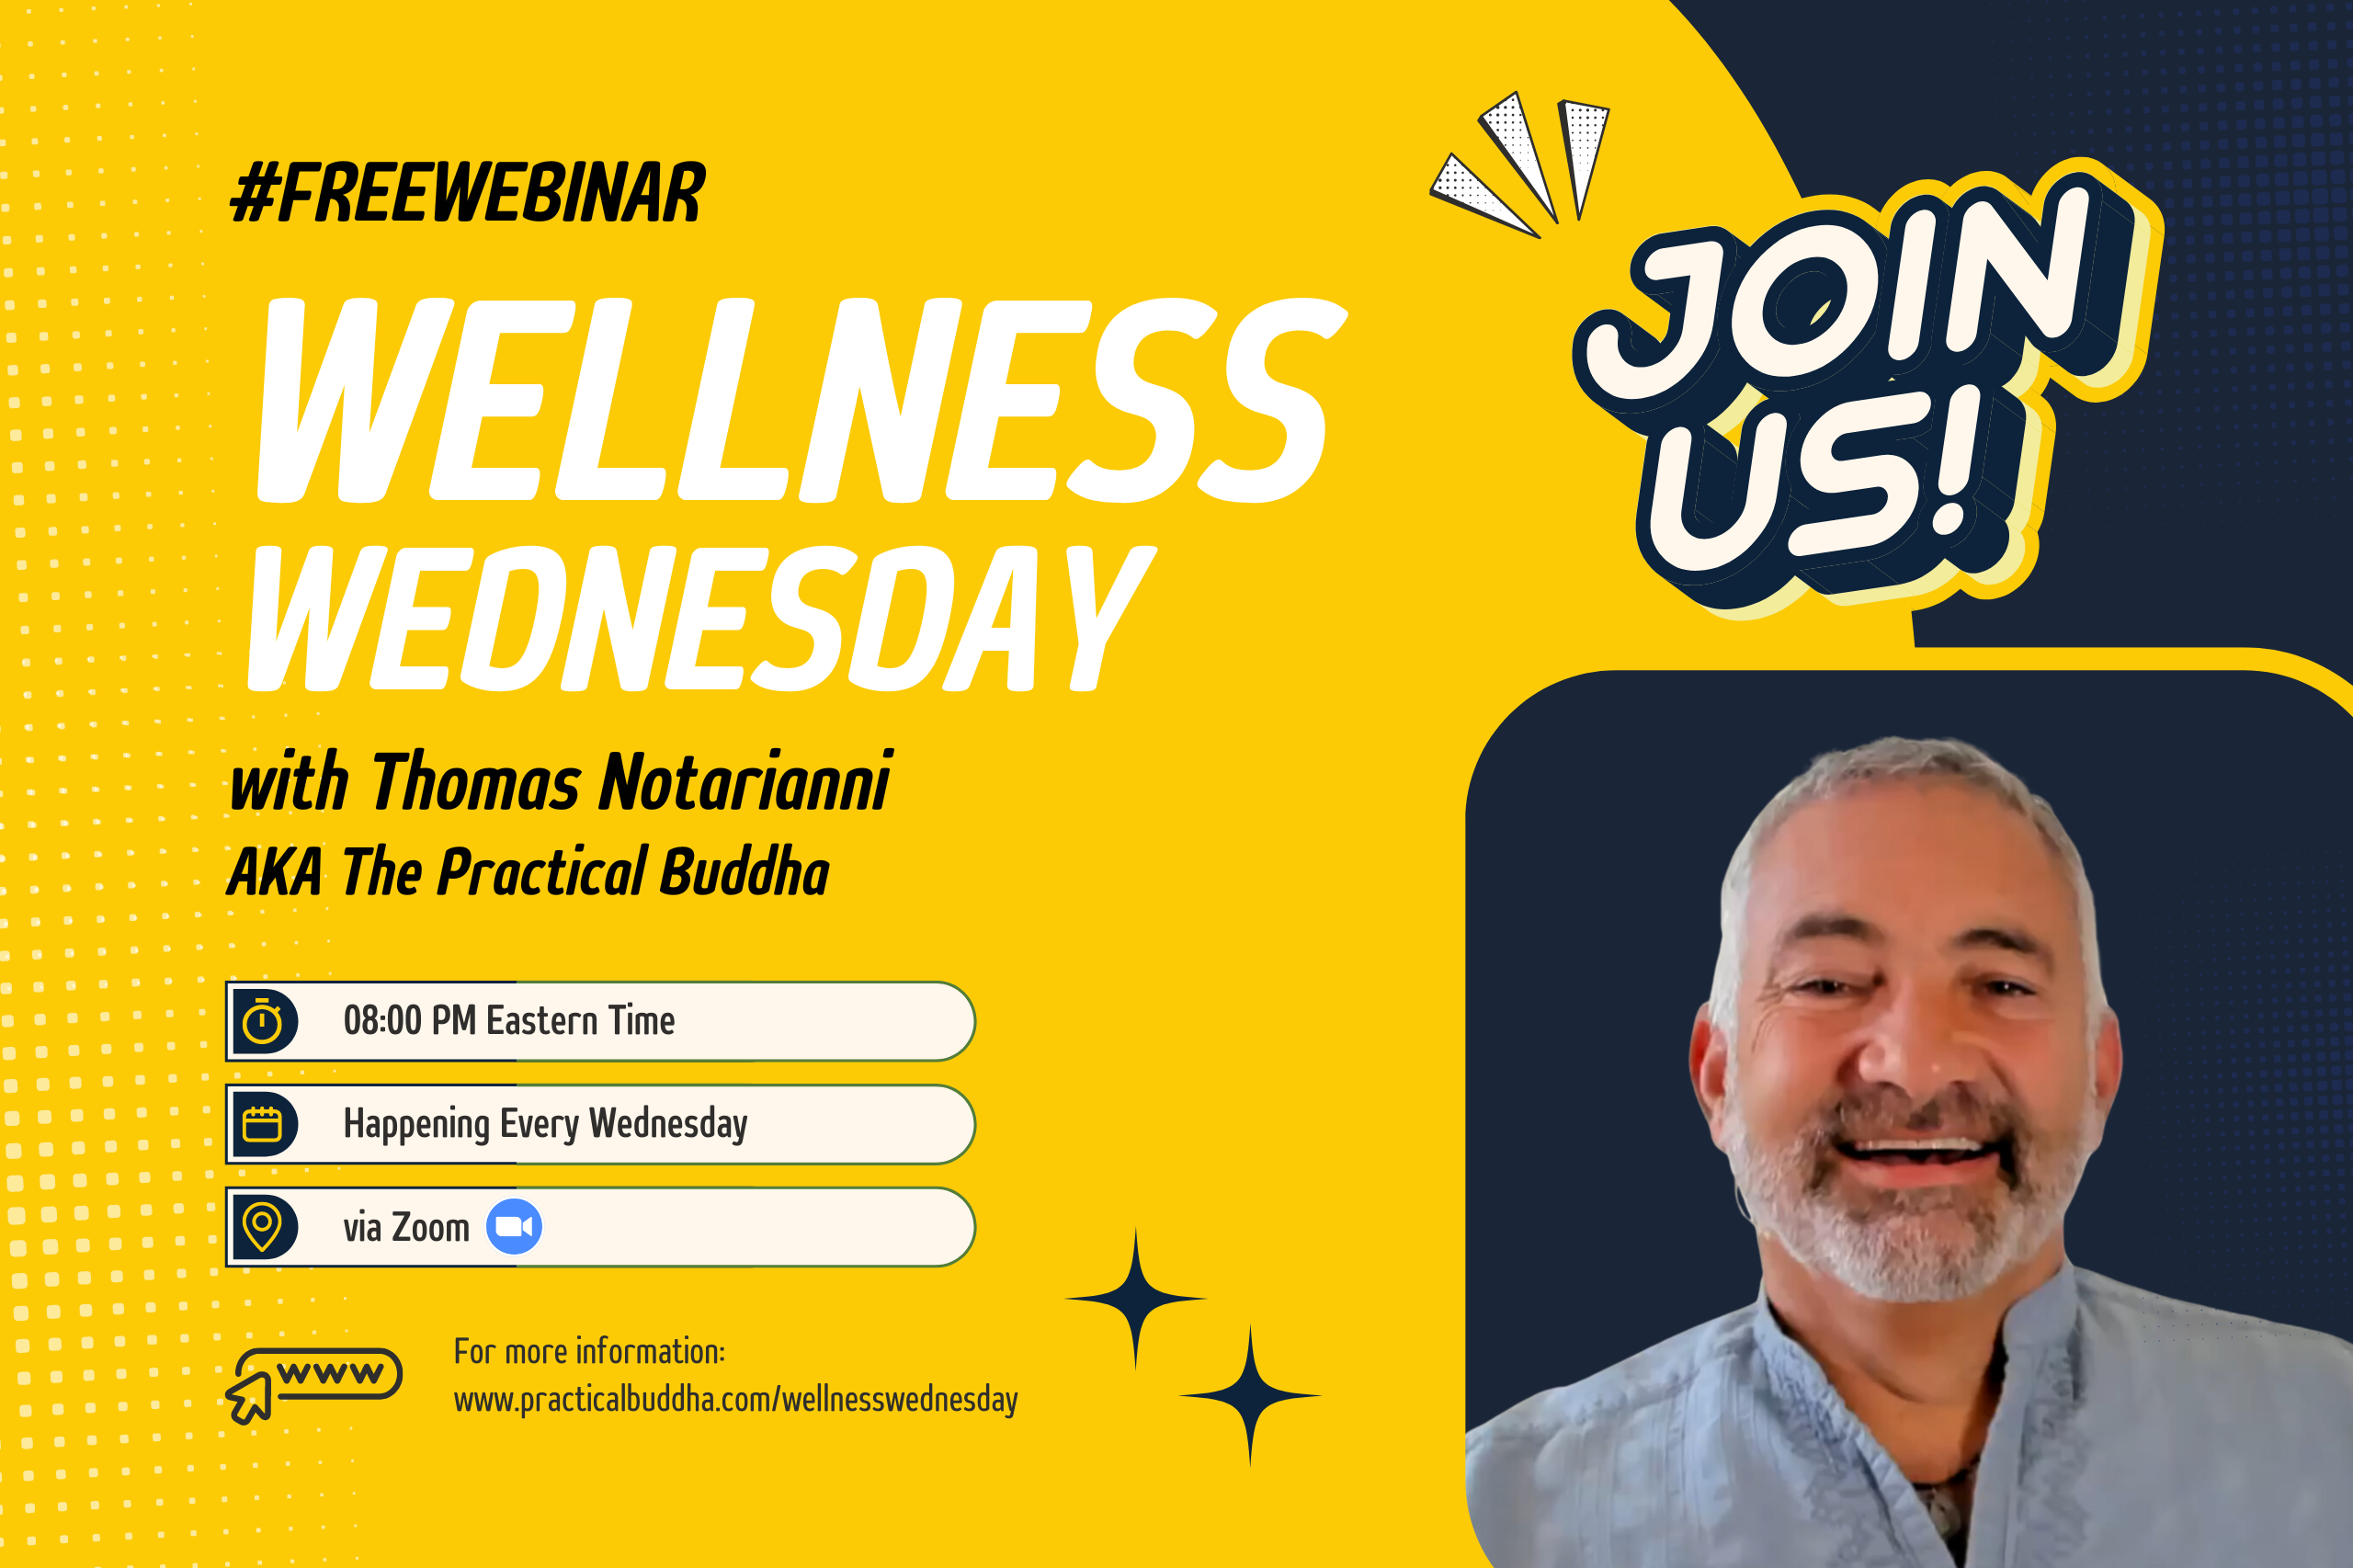 #FREEWEBINAR
WELLNESS
WEDNESDAY
with Thomas Notarianni
AKA The Practical Buddha
08:00 PM Eastern Time
Happening Every Wednesday
via Zoom
For more information:
www.practicalbuddha.com/wellnesswednesday
WWW
JOIN
US!